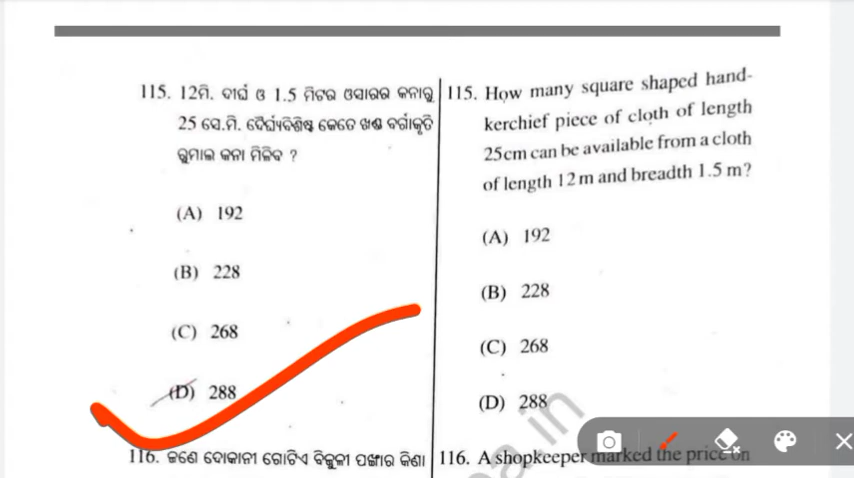 115. 12ମି. ଦୀର୍ଘ ଓ 1.5 ମିଟର ଓସାରର କନାରୁ
25 ସେ.ମି. ଦୈର୍ଘ୍ୟବିଶିଷ୍ଟ କେତେ ଖଣ୍ଡ ବର୍ଗାକୃତି
ରୁମାଲ କନା ମିଳିବ ?
(A) 192
(B) 228
(C) 268
(D) 288
116. ଜଣେ ଦୋକାନୀ ଗୋଟିଏ ବିଜୁଳୀ ପଙ୍ଖାର କିଣା
115. How many square shaped hand-
kerchief piece of cloth of length
25cm can be available from a cloth
of length 12 m and breadth 1.5 m?
(A) 192
(B) 228
(C) 268
(D) 288
116. A shopkeeper marked the price on